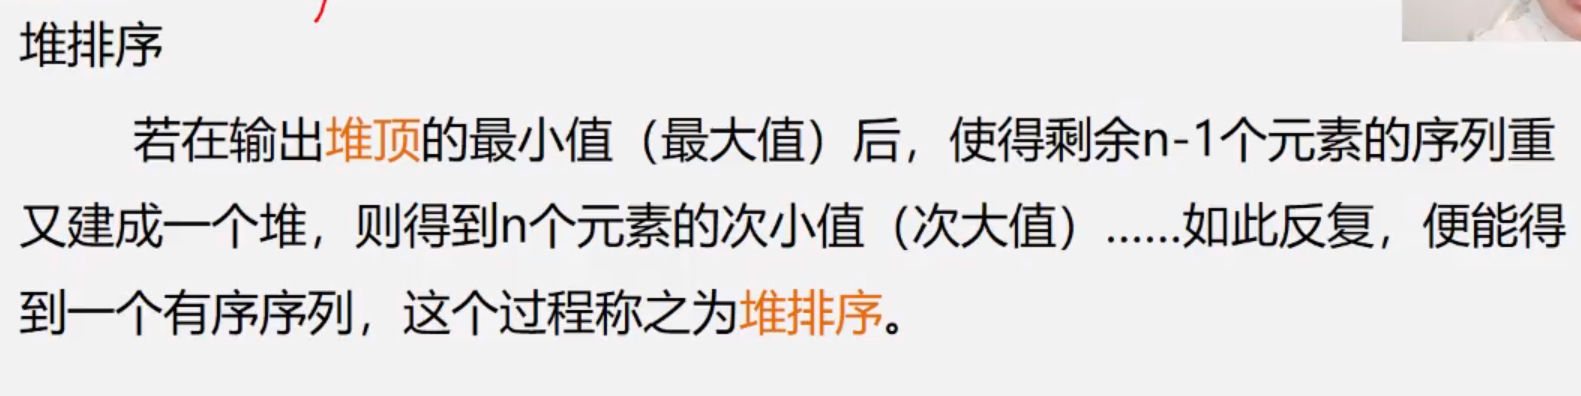 堆排序
若在输出堆顶的最小值（最大值）后，使得剩余n-1个元素的序列重
又建成一个堆，则得到n个元素的次小值（次大值）......如此反复，便能得
到一个有序序列，这个过程称之为堆排序。